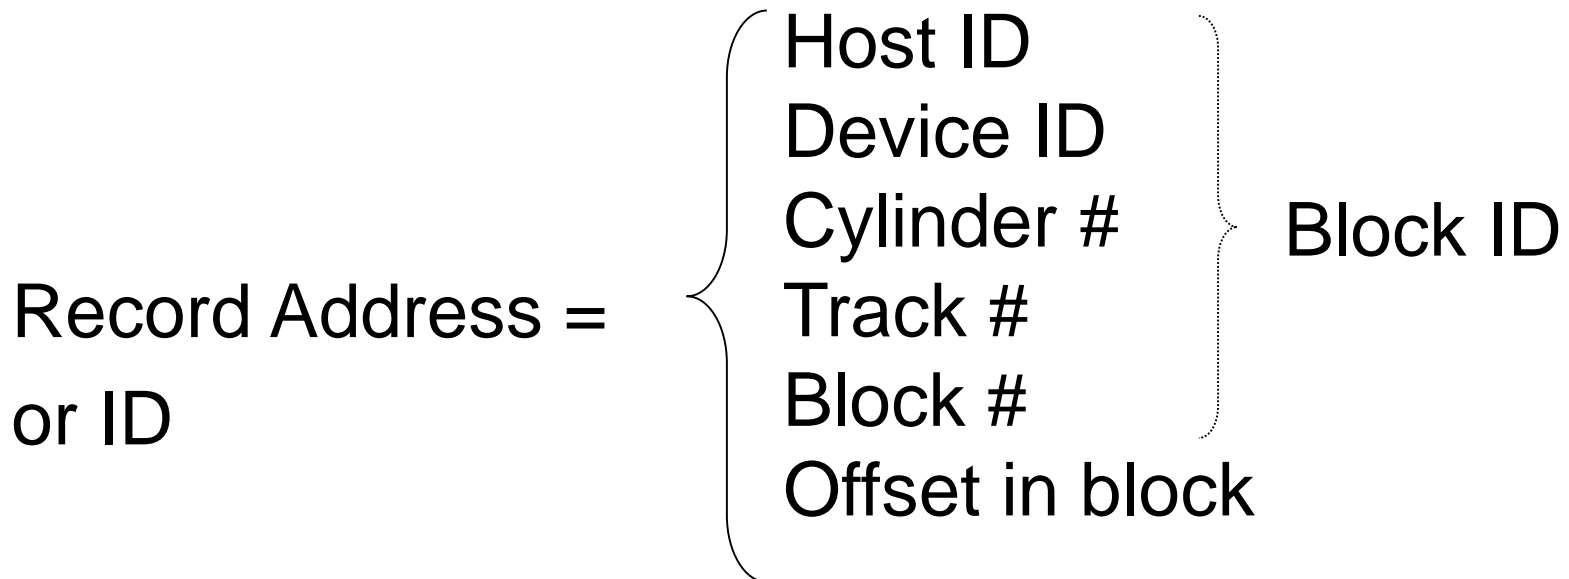 Host ID
Device ID
Cylinder #
Block ID
Record Address =
Track #
or ID
Block #
Offset in block